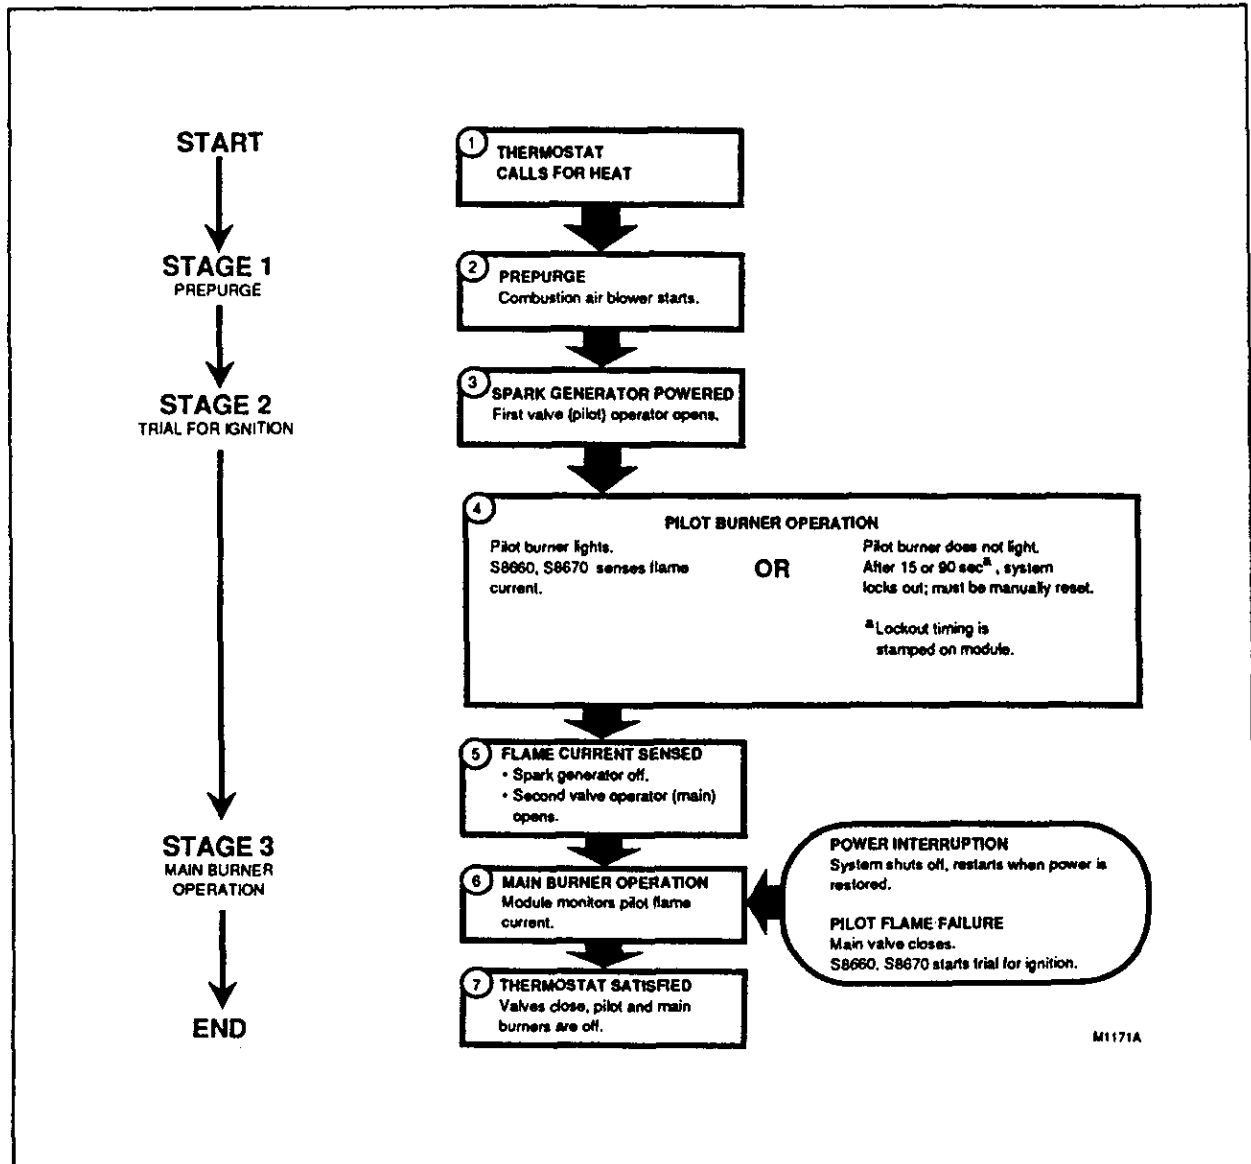 START
STAGE 1
PREPURGE
STAGE 2
TRIAL FOR IGNITION
STAGE 3
MAIN BURNER
OPERATION
END
1
THERMOSTAT
CALLS FOR HEAT
2
PREPURGE
Combustion air blower starts.
3
SPARK GENERATOR POWERED
First valve (pilot) operator opens.
4
PILOT BURNER OPERATION
Pilot burner lights.
S8660, S8670 senses flame
current.
OR
Pilot burner does not light.
After 15 or 90 sec a, system
locks out; must be manually reset.
a Lockout timing is
stamped on module.
5
FLAME CURRENT SENSED
• Spark generator off.
• Second valve operator (main)
opens.
6
MAIN BURNER OPERATION
Module monitors pilot flame
current.
POWER INTERRUPTION
System shuts off, restarts when power is
restored.
PILOT FLAME FAILURE
Main valve closes.
S8660, S8670 starts trial for ignition.
7
THERMOSTAT SATISFIED
Valves close, pilot and main
burners are off.
M1171A